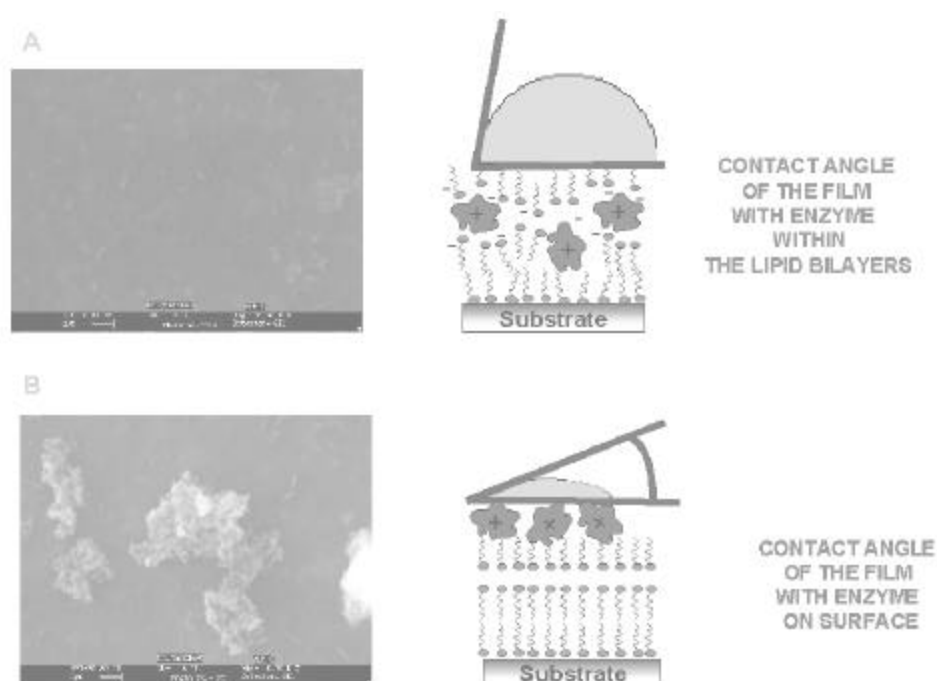 A
CONTACT ANGLE
OF THE FILM
WITH ENZYME
WITHIN
THE LIPID BILAYERS
Substrate
B
CONTACT ANGLE
OF THE FILM
WITH ENZYME
ON SURFACE
Substrate